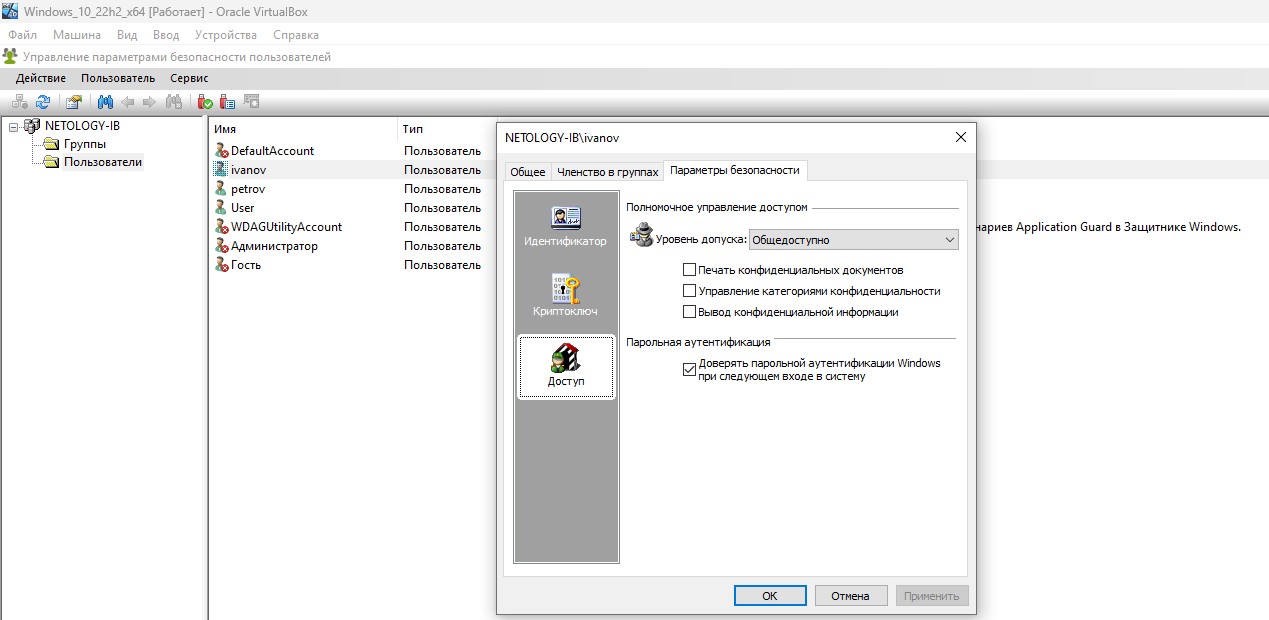 Windows_10_22h2_x64 [Работает] - Oracle VirtualBox
Файл Машина Вид Ввод Устройства Справка
Управление параметрами безопасности пользователей
Действие Пользователь Сервис
NETOLOGY-IB
Группы
Пользователи
Имя Тип
DefaultAccount Пользователь
ivanov Пользователь
petrov Пользователь
User Пользователь
WDAGUtilityAccount Пользователь
Администратор Пользователь
Гость Пользователь
нариев Application Guard в Защитнике Windows.
NETOLOGY-IB\ivanov
Общее Членство в группах Параметры безопасности
Идентификатор
Криптоключ
Доступ
Полномочное управление доступом
Уровень допуска: Общедоступно
Печать конфиденциальных документов
Управление категориями конфиденциальности
Вывод конфиденциальной информации
Парольная аутентификация
Доверять парольной аутентификации Windows
при следующем входе в систему
ОК Отмена Применить